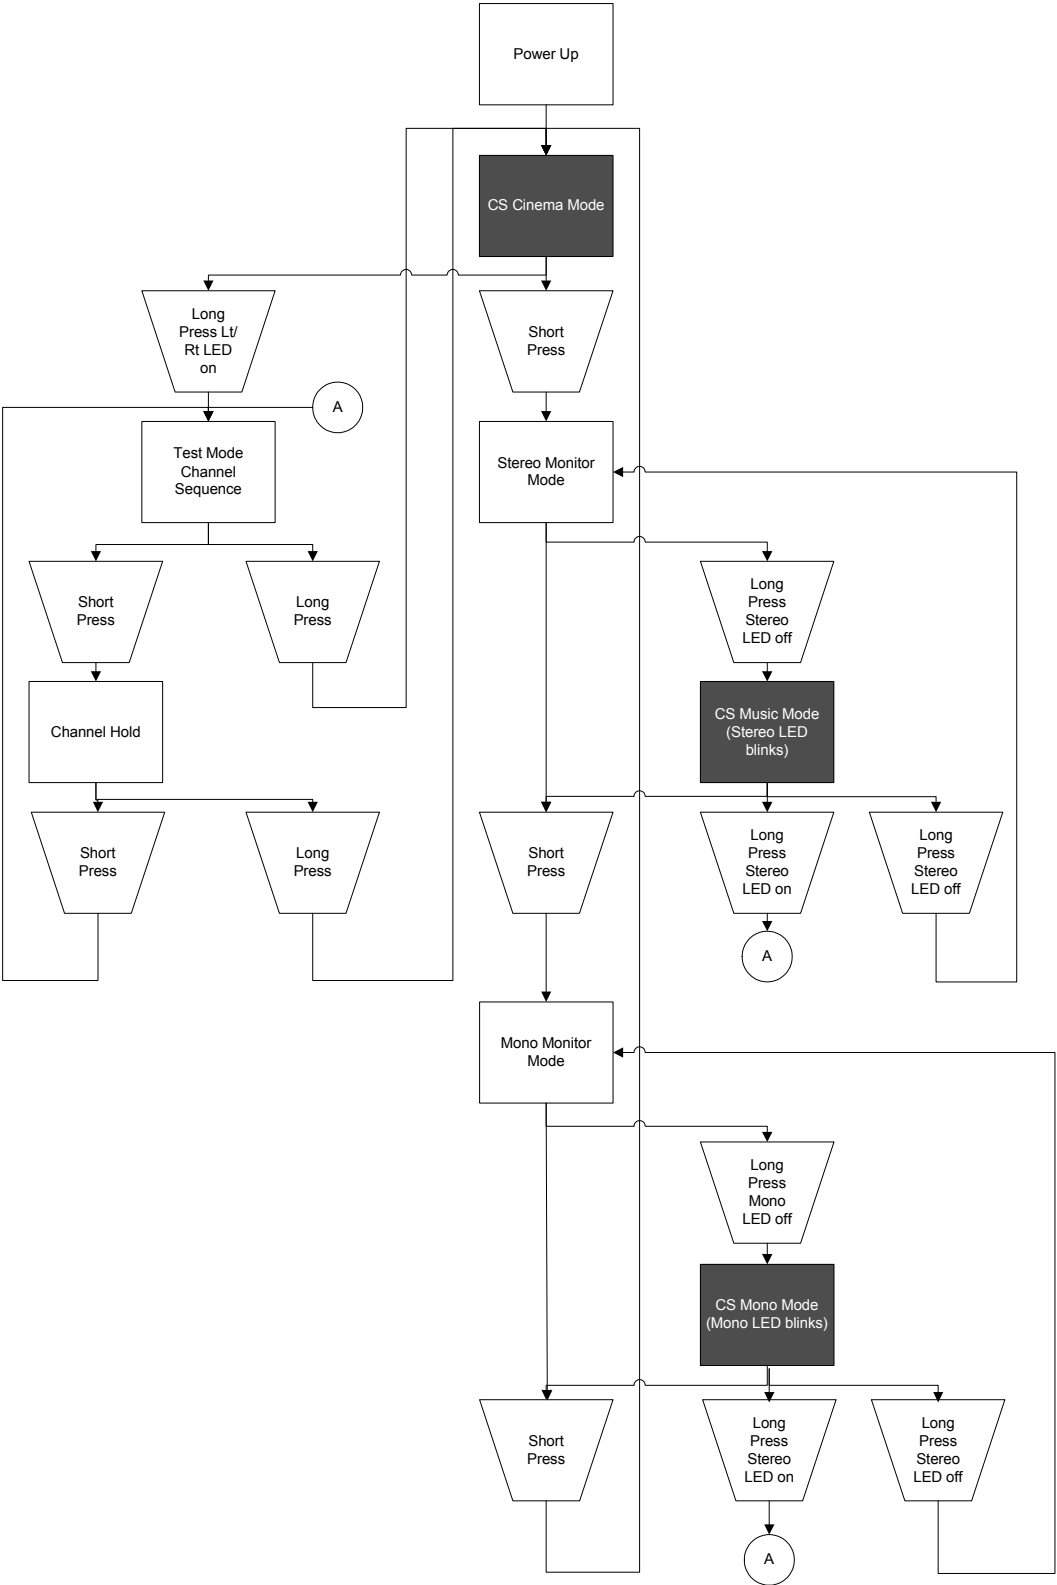 Power Up
CS Cinema Mode
Long
Press Lt/
Rt LED
on
Short
Press
A
Test Mode
Channel
Sequence
Stereo Monitor
Mode
Short
Press
Long
Press
Long
Press
Stereo
LED off
Channel Hold
CS Music Mode
(Stereo LED
blinks)
Short
Press
Long
Press
Short
Press
Long
Press
Stereo
LED on
Long
Press
Stereo
LED off
A
Mono Monitor
Mode
Long
Press
Mono
LED off
CS Mono Mode
(Mono LED blinks)
Short
Press
Long
Press
Stereo
LED on
Long
Press
Stereo
LED off
A